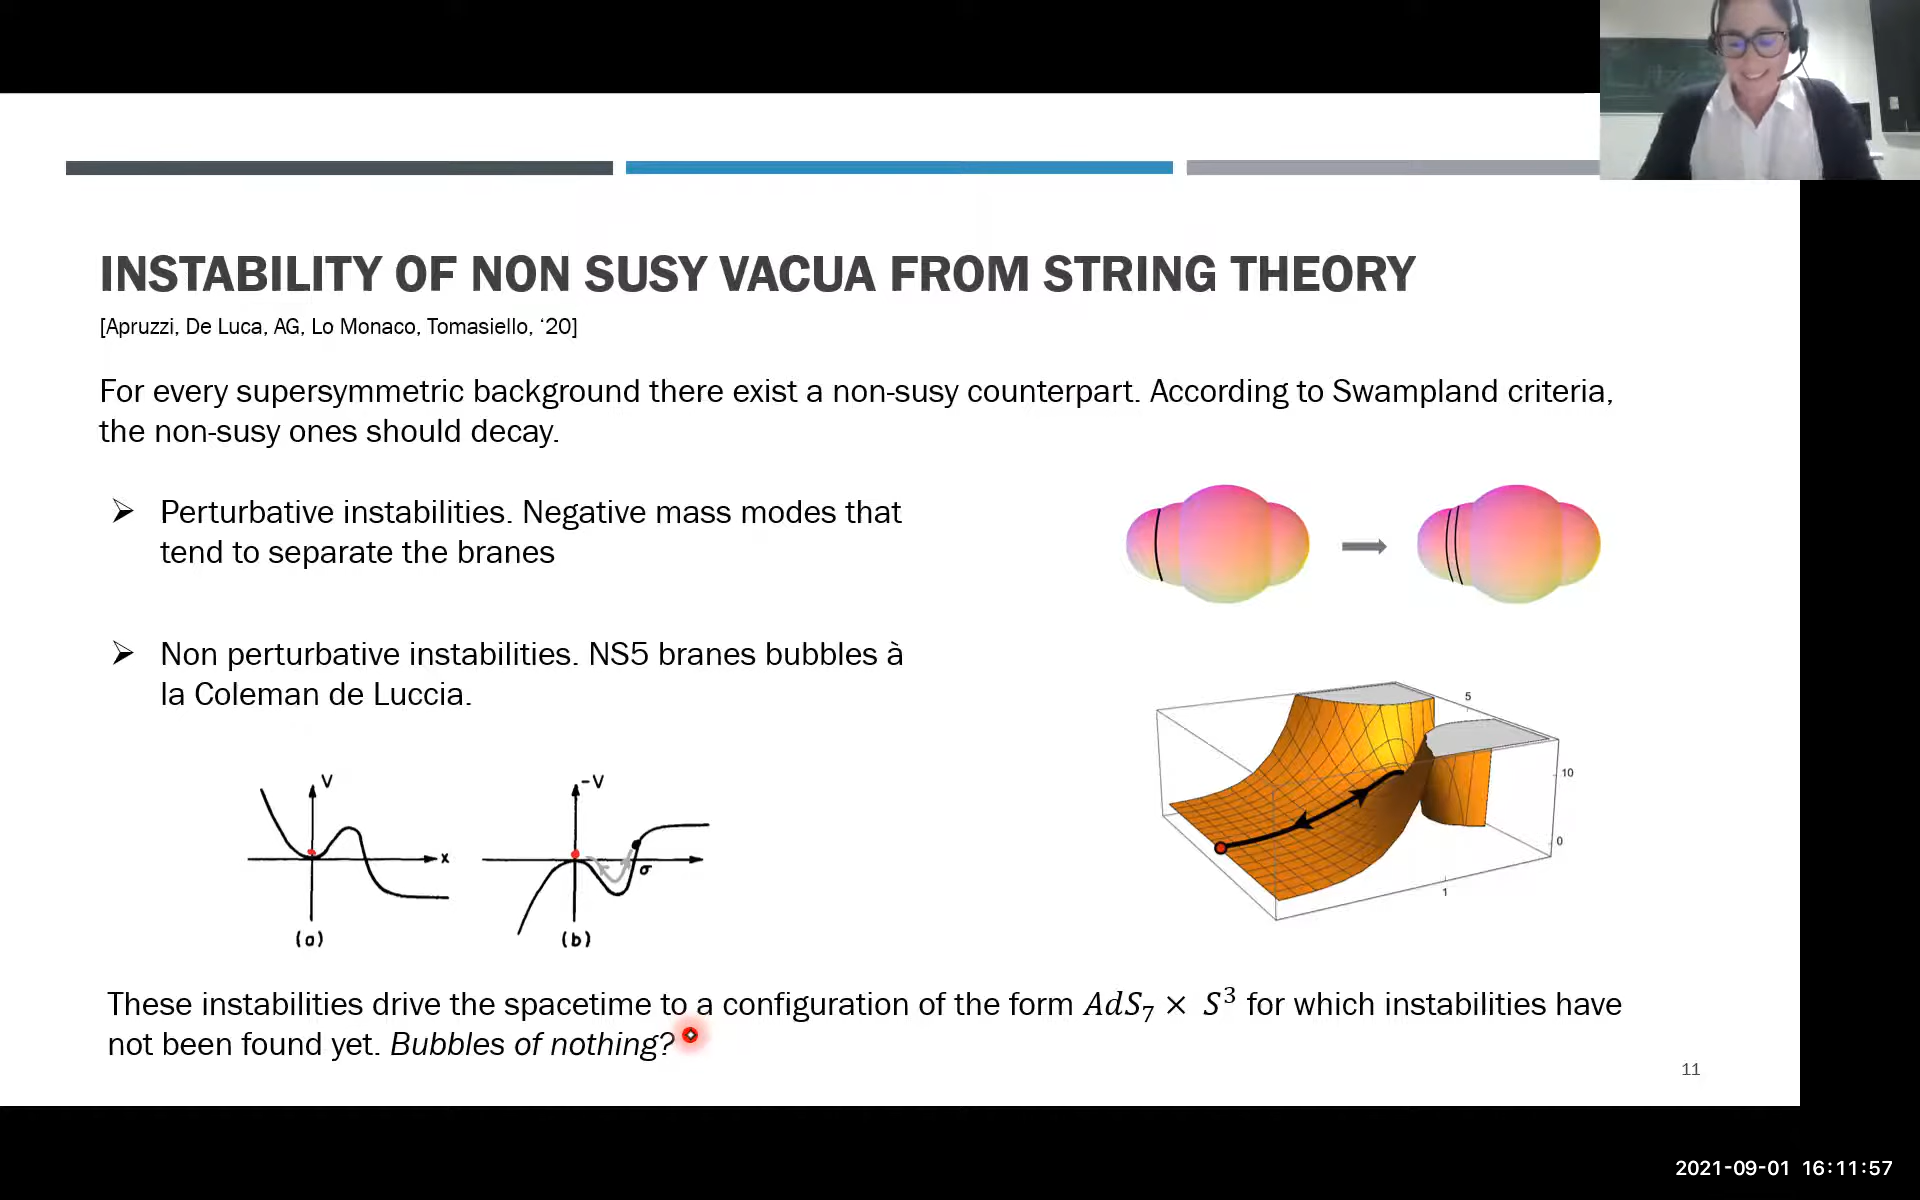 INSTABILITY OF NON SUSY VACUA FROM STRING THEORY
[Apruzzi, De Luca, AG, Lo Monaco, Tomasiello, ‘20]
For every supersymmetric background there exist a non-susy counterpart. According to Swampland criteria,
the non-susy ones should decay.
Perturbative instabilities. Negative mass modes that
tend to separate the branes
Non perturbative instabilities. NS5 branes bubbles à
la Coleman de Luccia.
V
x
(a)
-V
σ
(b)
5
10
0
1
These instabilities drive the spacetime to a configuration of the form AdS₇ × S³ for which instabilities have
not been found yet. Bubbles of nothing?
11
2021-09-01 16:11:57